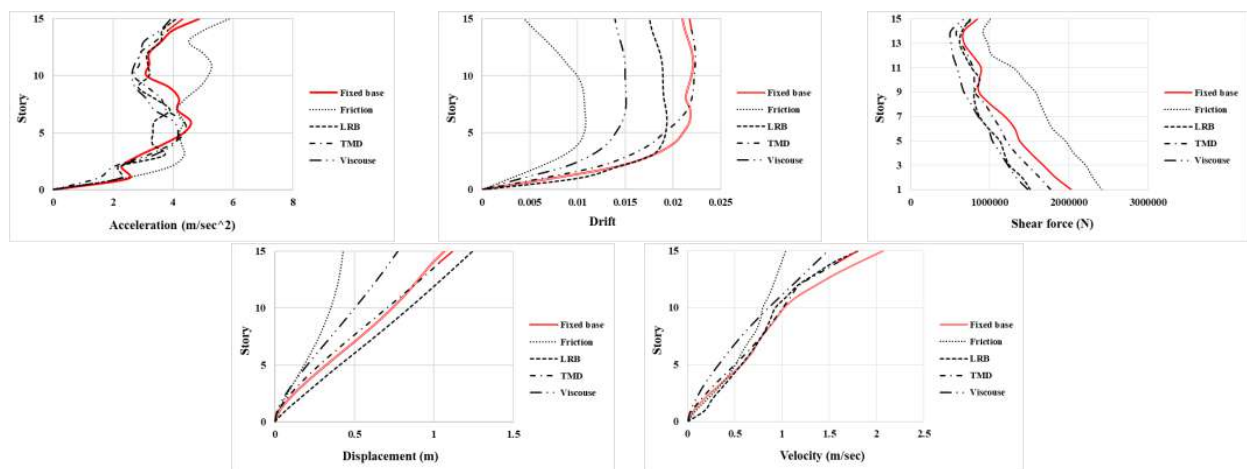 15
10
5
0
Story
0 2 4 6 8
Acceleration (m/sec^2)
Fixed base
Friction
LRB
TMD
Viscouse
15
10
5
0
Story
0 0.005 0.01 0.015 0.02 0.025
Drift
Fixed base
Friction
LRB
TMD
Viscouse
15
13
11
9
7
5
3
1
Story
0 1000000 2000000 3000000
Shear force (N)
Fixed base
Friction
LRB
TMD
Viscouse
15
10
5
0
Story
0 0.5 1 1.5
Displacement (m)
Fixed base
Friction
LRB
TMD
Viscouse
15
10
5
0
Story
0 0.5 1 1.5 2 2.5
Velocity (m/sec)
Fixed base
Friction
LRB
TMD
Viscouse